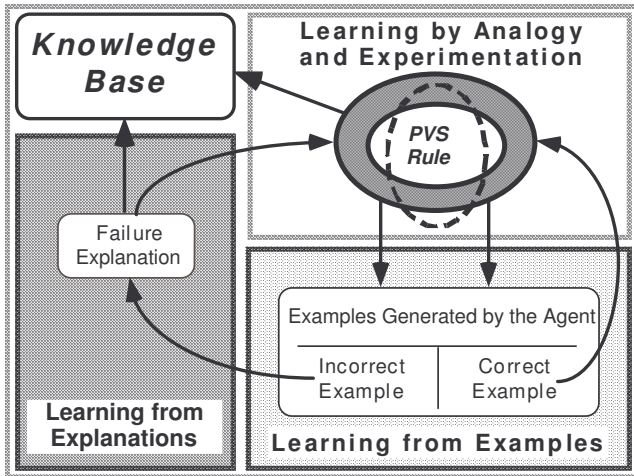 Knowledge
Base
Learning by Analogy
and Experimentation
PVS
Rule
Failure
Explanation
Examples Generated by the Agent
Incorrect
Example
Correct
Example
Learning from
Explanations
Learning from Examples